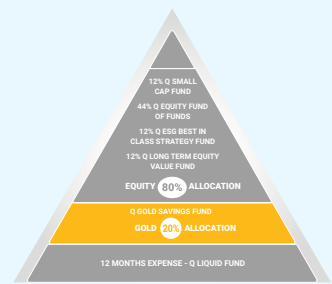 12% Q SMALL
CAP FUND
44% Q EQUITY FUND
OF FUNDS
12% Q ESG BEST IN
CLASS STRATEGY FUND
12% Q LONG TERM EQUITY
VALUE FUND
EQUITY 80% ALLOCATION
Q GOLD SAVINGS FUND
GOLD 20% ALLOCATION
12 MONTHS EXPENSE - Q LIQUID FUND